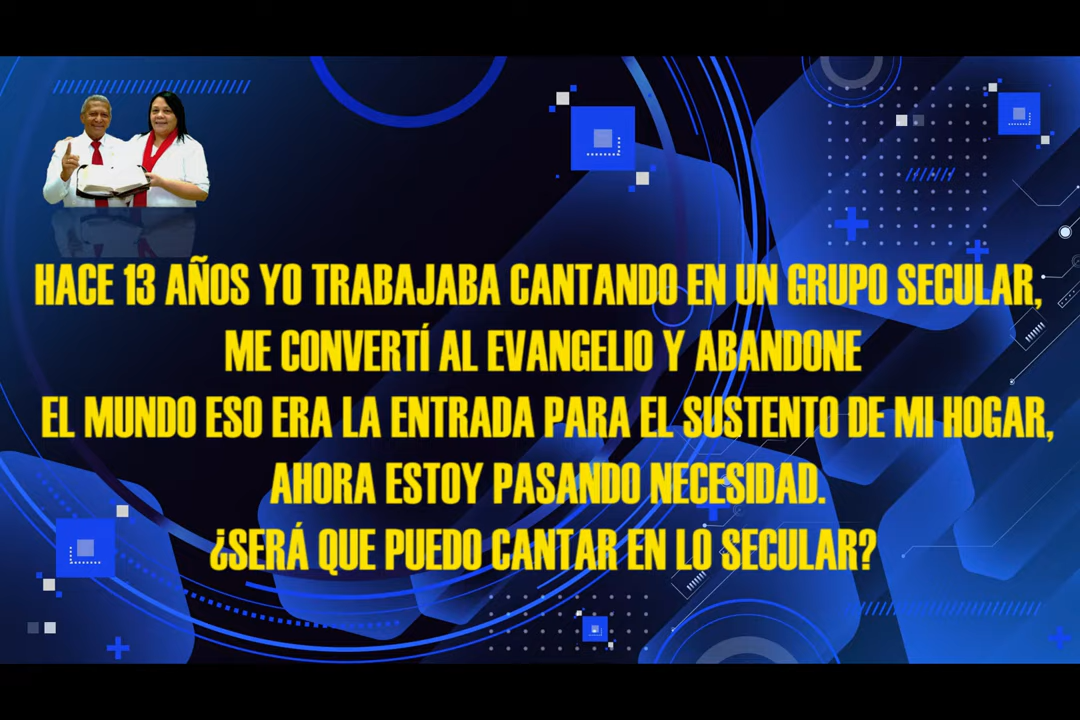 HACE 13 AÑOS YO TRABAJABA CANTANDO EN UN GRUPO SECULAR,
ME CONVERTÍ AL EVANGELIO Y ABANDONE
EL MUNDO ESO ERA LA ENTRADA PARA EL SUSTENTO DE MI HOGAR,
AHORA ESTOY PASANDO NECESIDAD.
¿SERÁ QUE PUEDO CANTAR EN LO SECULAR?